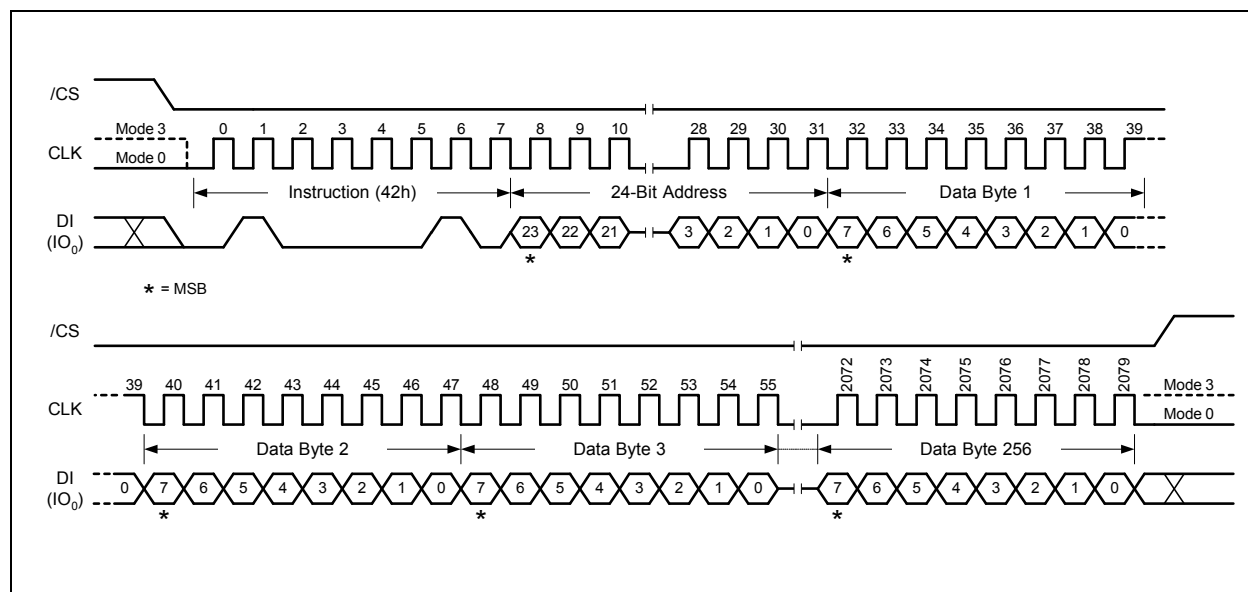 /CS
Mode 3 0 1 2 3 4 5 6 7 8 9 10 28 29 30 31 32 33 34 35 36 37 38 39
CLK Mode 0
Instruction (42h) 24-Bit Address Data Byte 1
DI
(IO0) 23 22 21 3 2 1 0 7 6 5 4 3 2 1 0
* *
* = MSB
/CS
39 40 41 42 43 44 45 46 47 48 49 50 51 52 53 54 55 2072 2073 2074 2075 2076 2077 2078 2079 Mode 3
CLK Mode 0
Data Byte 2 Data Byte 3 Data Byte 256
DI
(IO0) 0 7 6 5 4 3 2 1 0 7 6 5 4 3 2 1 0 7 6 5 4 3 2 1 0
* * *